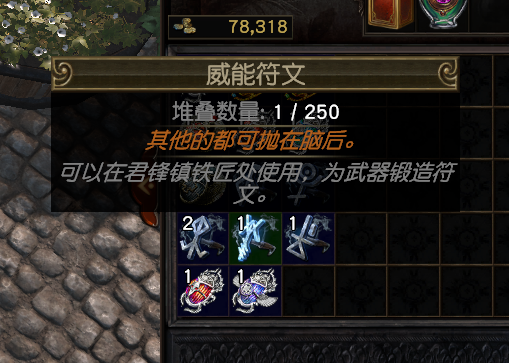 78,318
威能符文
堆叠数量: 1 / 250
其他的都可抛在脑后。
可以在君锋镇铁匠处使用，为武器锻造符
文。
2 1 1
1 1